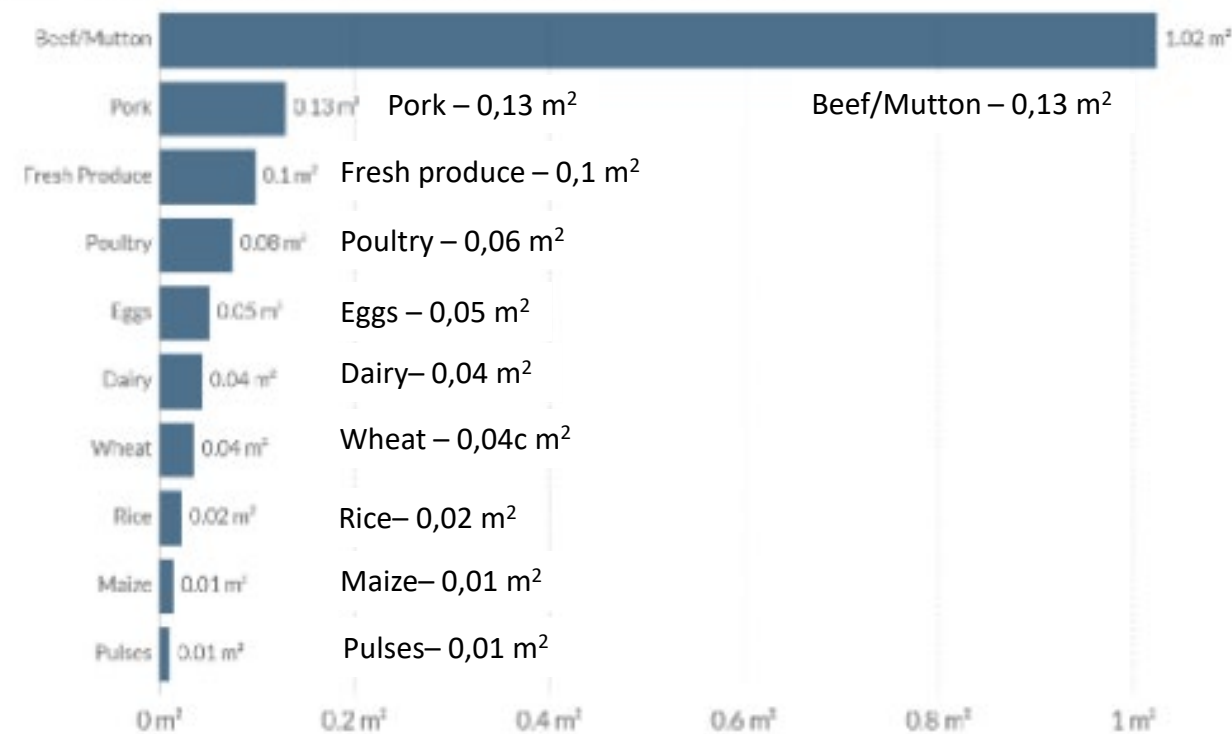 Beef/Mutton 1.02 m²
Pork 0.13 m² Pork – 0,13 m² Beef/Mutton – 0,13 m²
Fresh Produce 0.1 m² Fresh produce – 0,1 m²
Poultry 0.08 m² Poultry – 0,06 m²
Eggs 0.05 m² Eggs – 0,05 m²
Dairy 0.04 m² Dairy– 0,04 m²
Wheat 0.04 m² Wheat – 0,04c m²
Rice 0.02 m² Rice– 0,02 m²
Maize 0.01 m² Maize– 0,01 m²
Pulses 0.01 m² Pulses– 0,01 m²
0 m² 0.2 m² 0.4 m² 0.6 m² 0.8 m² 1 m²